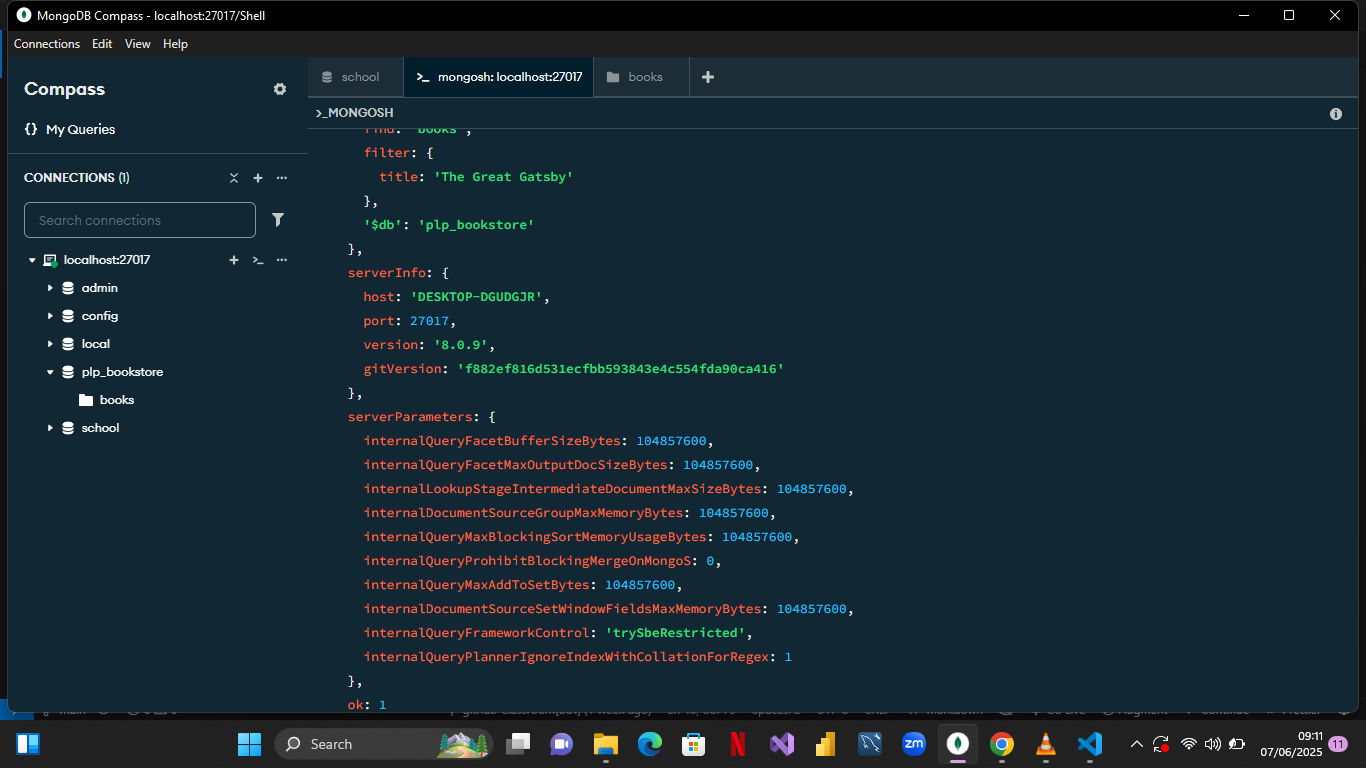 MongoDB Compass - localhost:27017/Shell
Connections Edit View Help
Compass
{} My Queries
CONNECTIONS (1)
Search connections
localhost:27017
admin
config
local
plp_bookstore
books
school
school
>_ mongosh: localhost:27017
books
>_MONGOSH
find: 'books',
filter: {
title: 'The Great Gatsby'
},
'$db': 'plp_bookstore'
},
serverInfo: {
host: 'DESKTOP-DGUDGJR',
port: 27017,
version: '8.0.9',
gitVersion: 'f882ef816d531ecfbb593843e4c554fda90ca416'
},
serverParameters: {
internalQueryFacetBufferSizeBytes: 104857600,
internalQueryFacetMaxOutputDocSizeBytes: 104857600,
internalLookupStageIntermediateDocumentMaxSizeBytes: 104857600,
internalDocumentSourceGroupMaxMemoryBytes: 104857600,
internalQueryMaxBlockingSortMemoryUsageBytes: 104857600,
internalQueryProhibitBlockingMergeOnMongoS: 0,
internalQueryMaxAddToSetBytes: 104857600,
internalDocumentSourceSetWindowFieldsMaxMemoryBytes: 104857600,
internalQueryFrameworkControl: 'trySbeRestricted',
internalQueryPlannerIgnoreIndexWithCollationForRegex: 1
},
ok: 1
Search
zm
09:11
07/06/2025
11